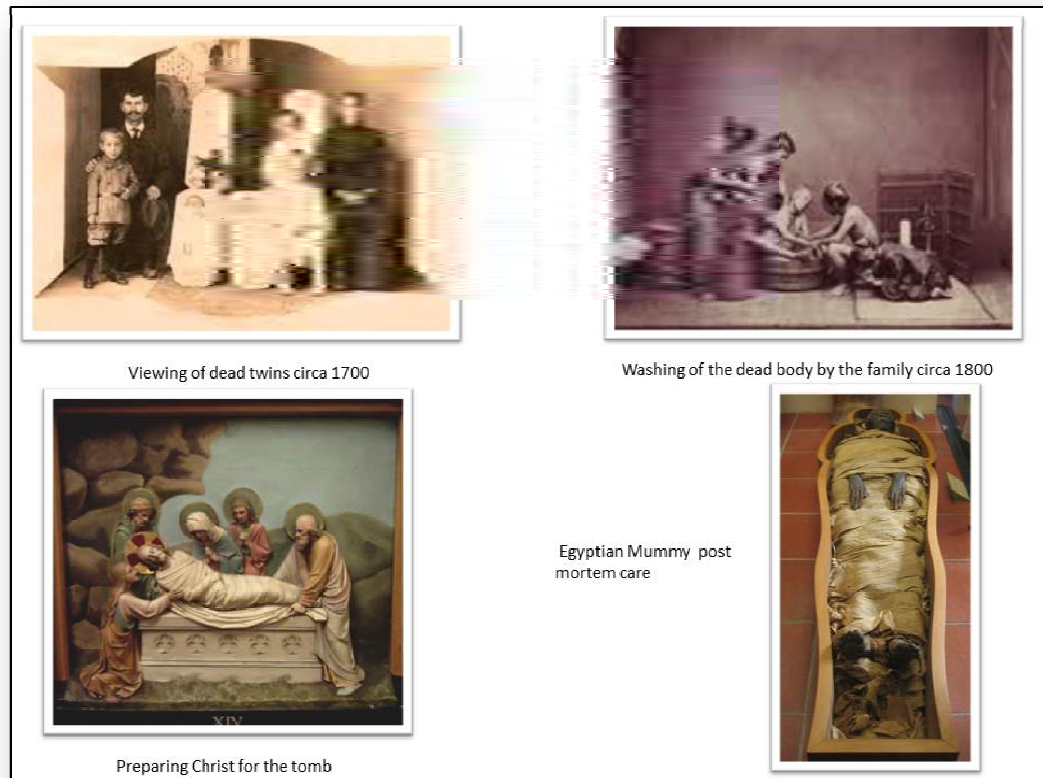 Viewing of dead twins circa 1700
Washing of the dead body by the family circa 1800
XIV
Egyptian Mummy post
mortem care
Preparing Christ for the tomb